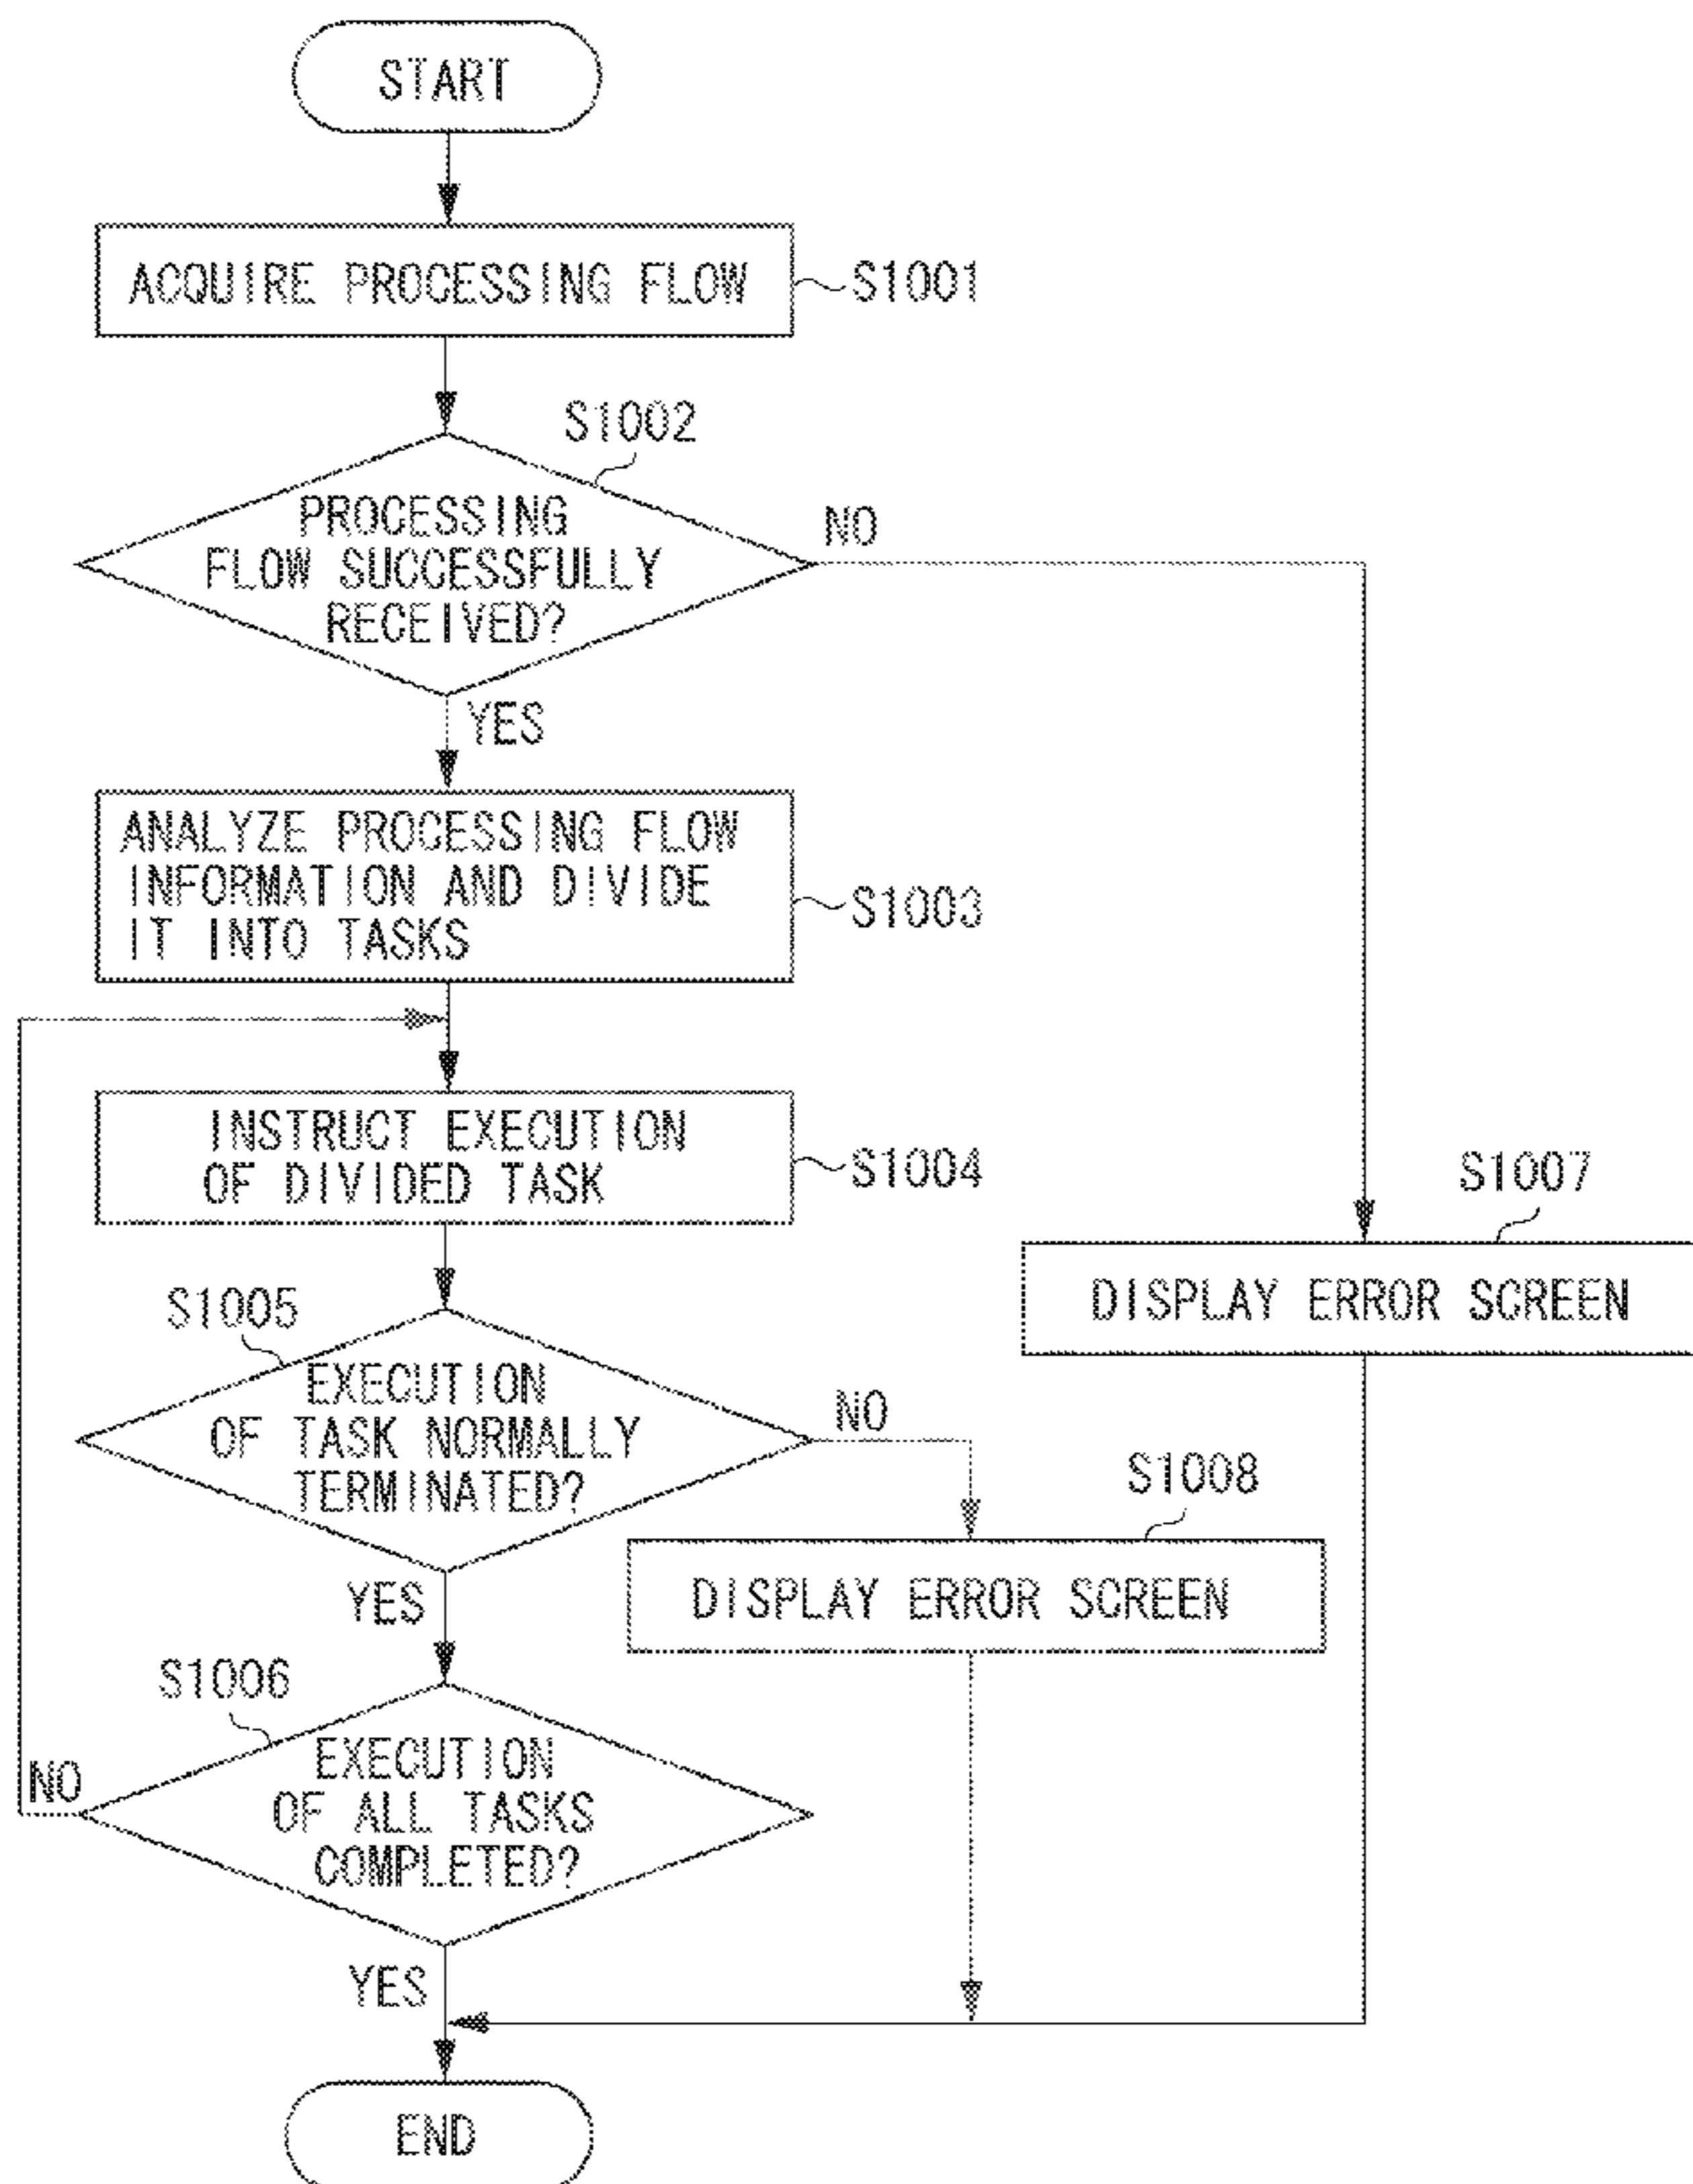 START
ACQUIRE PROCESSING FLOW
S1001
S1002
PROCESSING
FLOW SUCCESSFULLY
RECEIVED?
NO
YES
ANALYZE PROCESSING FLOW
INFORMATION AND DIVIDE
IT INTO TASKS
S1003
INSTRUCT EXECUTION
OF DIVIDED TASK
S1004
S1007
DISPLAY ERROR SCREEN
S1005
EXECUTION
OF TASK NORMALLY
TERMINATED?
NO
S1008
DISPLAY ERROR SCREEN
YES
S1006
EXECUTION
OF ALL TASKS
COMPLETED?
NO
YES
END